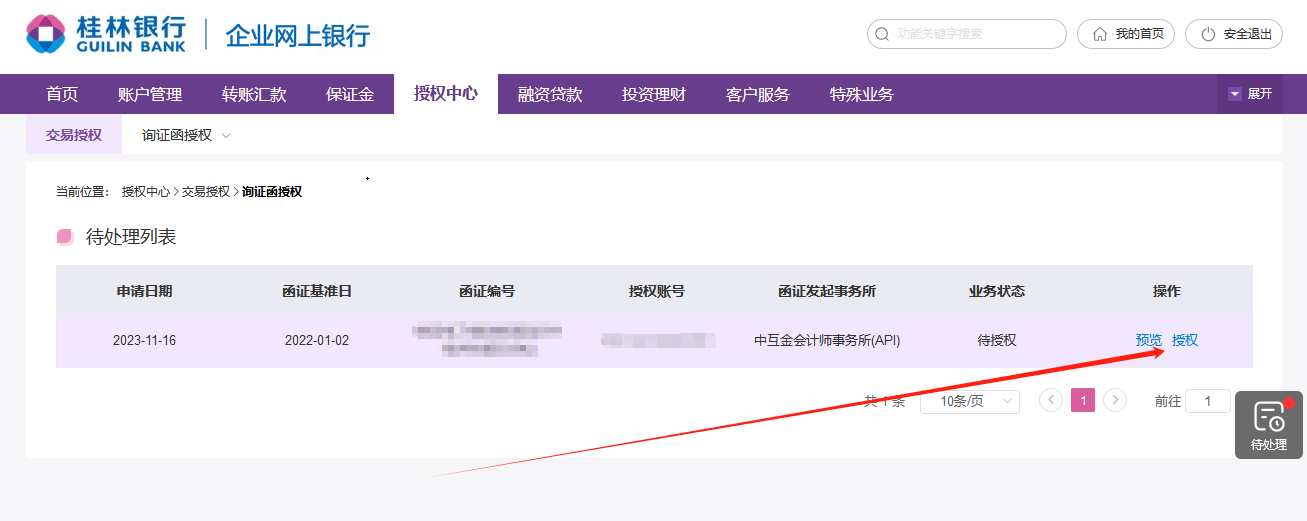 桂林银行 企业网上银行
GUILIN BANK
功能关键字搜索 我的首页 安全退出
首页 账户管理 转账汇款 保证金 授权中心 融资贷款 投资理财 客户服务 特殊业务 展开
交易授权 询证函授权
当前位置： 授权中心 > 交易授权 > 询证函授权
待处理列表
申请日期 函证基准日 函证编号 授权账号 函证发起事务所 业务状态 操作
2023-11-16 2022-01-02 中互金会计师事务所(API) 待授权 预览 授权
共 1 条 10条/页 1 前往 1
待处理